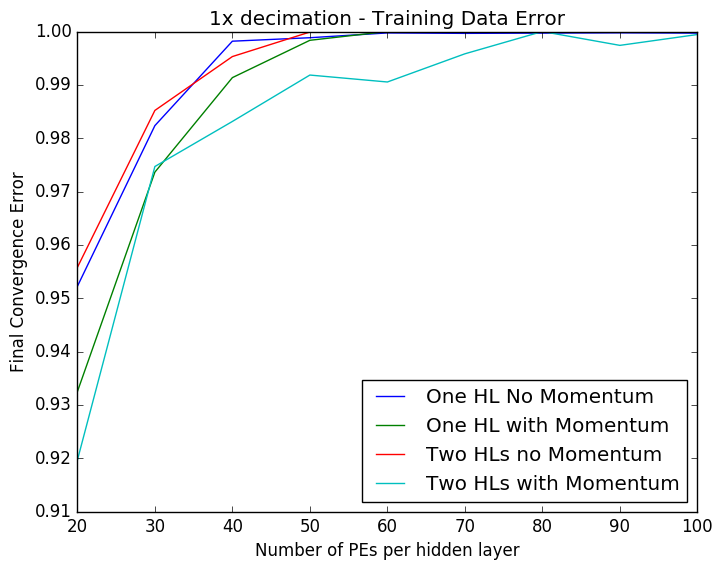 1x decimation - Training Data Error
1.00
0.99
0.98
0.97
0.96
0.95
0.94
0.93
0.92
0.91
Final Convergence Error
One HL No Momentum
One HL with Momentum
Two HLs no Momentum
Two HLs with Momentum
20 30 40 50 60 70 80 90 100
Number of PEs per hidden layer